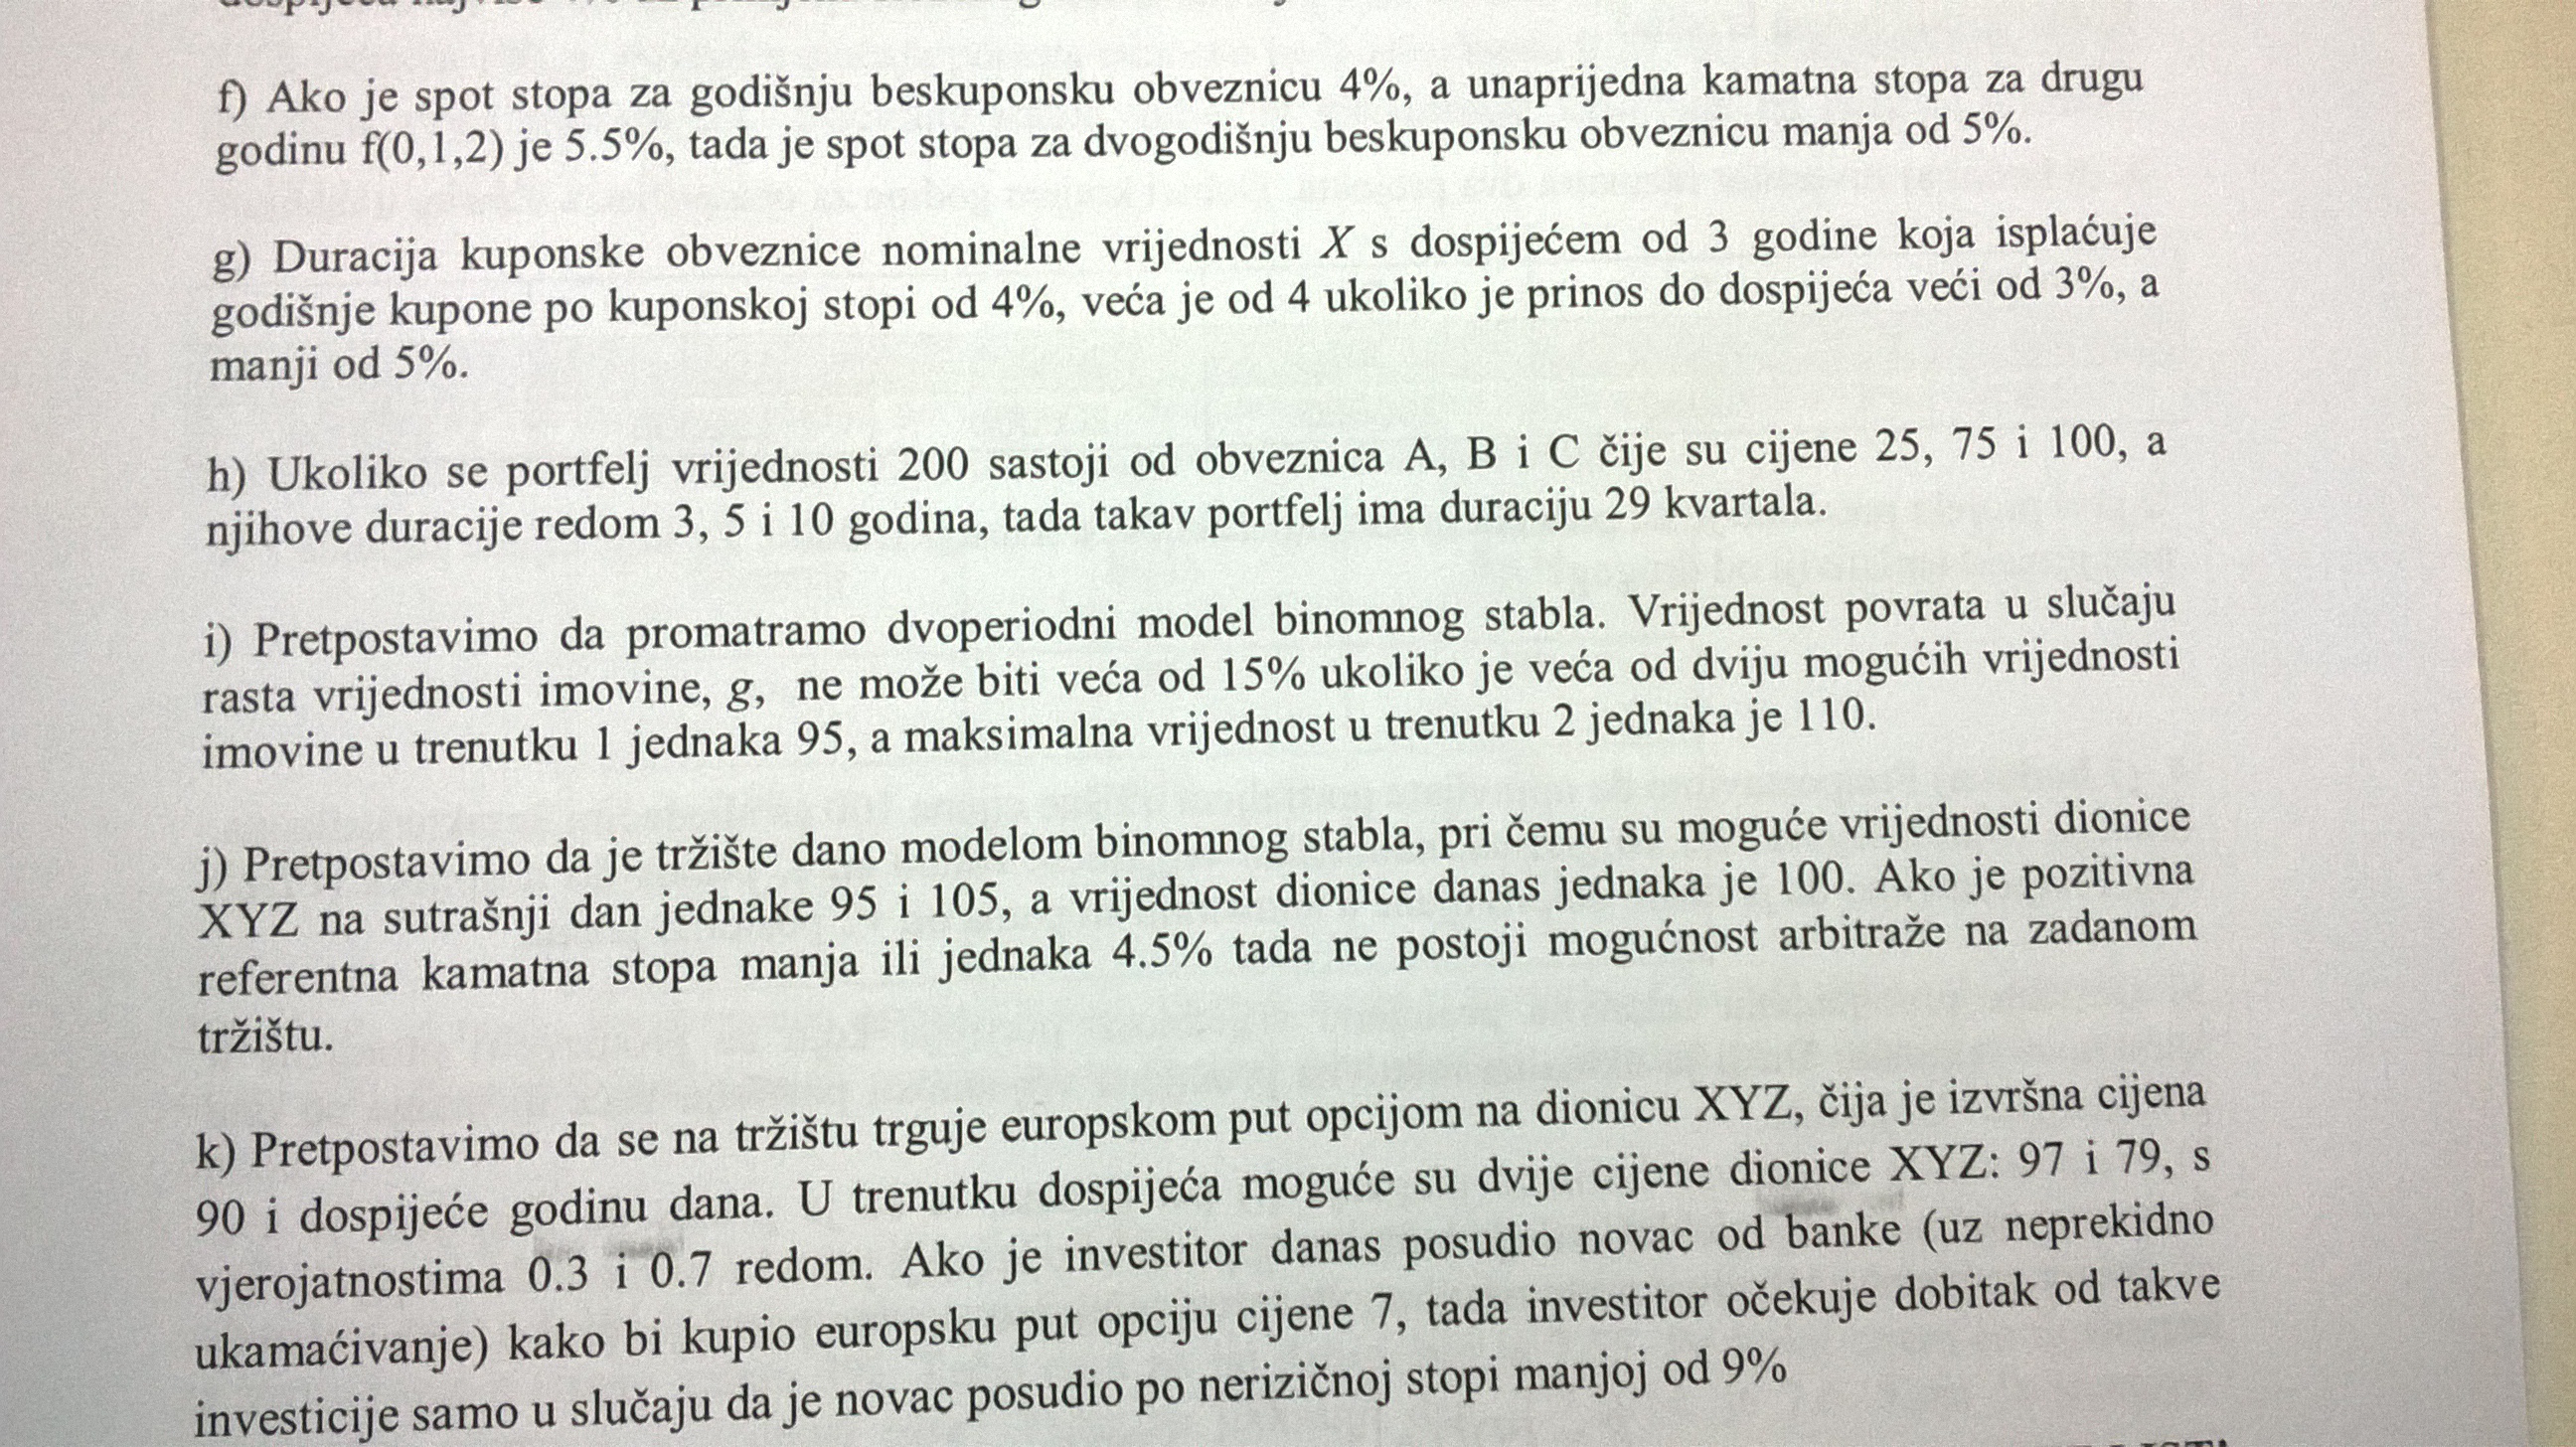 f) Ako je spot stopa za godišnju beskuponsku obveznicu 4%, a unaprijedna kamatna stopa za drugu
godinu f(0,1,2) je 5.5%, tada je spot stopa za dvogodišnju beskuponsku obveznicu manja od 5%.
g) Duracija kuponske obveznice nominalne vrijednosti X s dospijećem od 3 godine koja isplaćuje
godišnje kupone po kuponskoj stopi od 4%, veća je od 4 ukoliko je prinos do dospijeća veći od 3%, a
manji od 5%.
h) Ukoliko se portfelj vrijednosti 200 sastoji od obveznica A, B i C čije su cijene 25, 75 i 100, a
njihove duracije redom 3, 5 i 10 godina, tada takav portfelj ima duraciju 29 kvartala.
i) Pretpostavimo da promatramo dvoperiodni model binomnog stabla. Vrijednost povrata u slučaju
rasta vrijednosti imovine, g, ne može biti veća od 15% ukoliko je veća od dviju mogućih vrijednosti
imovine u trenutku 1 jednaka 95, a maksimalna vrijednost u trenutku 2 jednaka je 110.
j) Pretpostavimo da je tržište dano modelom binomnog stabla, pri čemu su moguće vrijednosti dionice
XYZ na sutrašnji dan jednake 95 i 105, a vrijednost dionice danas jednaka je 100. Ako je pozitivna
referentna kamatna stopa manja ili jednaka 4.5% tada ne postoji mogućnost arbitraže na zadanom
tržištu.
k) Pretpostavimo da se na tržištu trguje europskom put opcijom na dionicu XYZ, čija je izvršna cijena
90 i dospijeće godinu dana. U trenutku dospijeća moguće su dvije cijene dionice XYZ: 97 i 79, s
vjerojatnostima 0.3 i 0.7 redom. Ako je investitor danas posudio novac od banke (uz neprekidno
ukamaćivanje) kako bi kupio europsku put opciju cijene 7, tada investitor očekuje dobitak od takve
investicije samo u slučaju da je novac posudio po nerizičnoj stopi manjoj od 9%